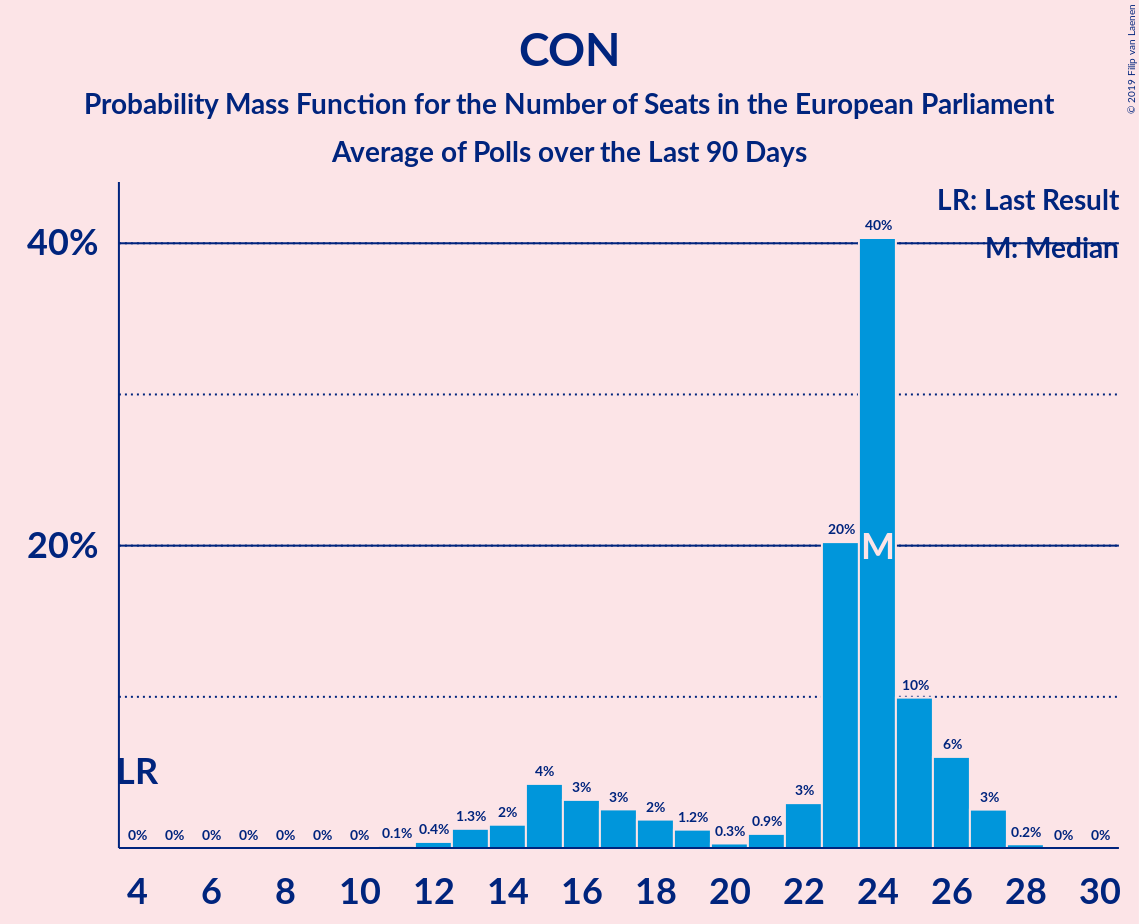 CON
Probability Mass Function for the Number of Seats in the European Parliament
Average of Polls over the Last 90 Days
© 2019 Filip van Laenen
LR: Last Result
M: Median
40%
20%
LR
M
0% 0% 0% 0% 0% 0% 0% 0.1% 0.4% 1.3% 2% 4% 3% 3% 2% 1.2% 0.3% 0.9% 3% 20% 40% 10% 6% 3% 0.2% 0% 0%
4 6 8 10 12 14 16 18 20 22 24 26 28 30